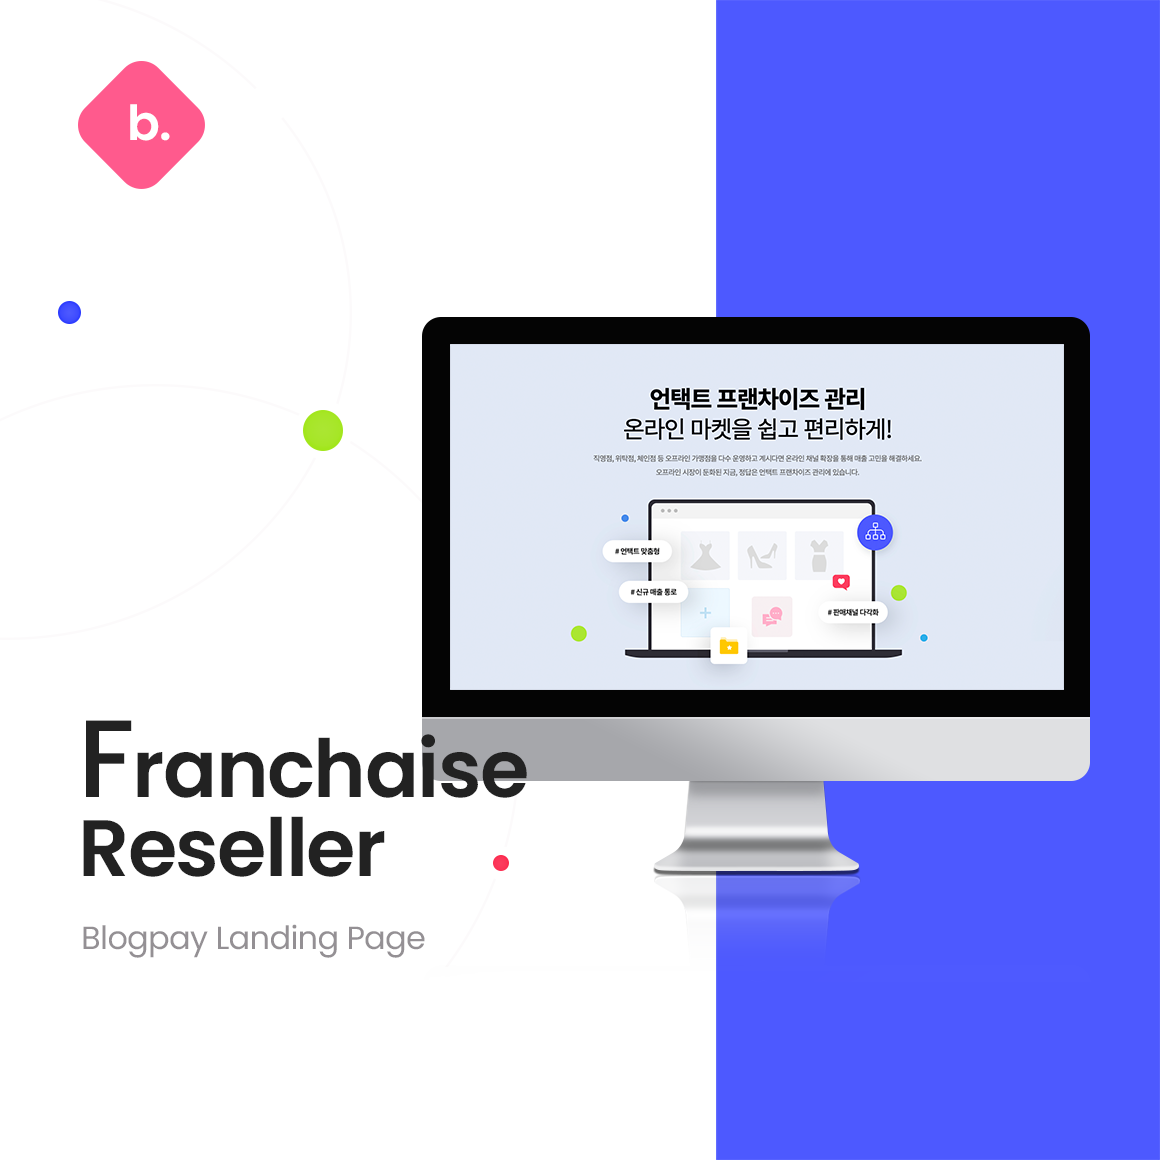 b.
언택트 프랜차이즈 관리
온라인 마켓을 쉽고 편리하게!
직영점, 위탁점, 체인점 등 오프라인 가맹점을 다수 운영하고 계시다면 온라인 채널 확장을 통해 매출 고민을 해결하세요.
오프라인 시장이 둔화된 지금, 정답은 언택트 프랜차이즈 관리에 있습니다.
# 언택트 맞춤형
# 신규 매출 통로
# 판매채널 다각화
Franchaise
Reseller
Blogpay Landing Page